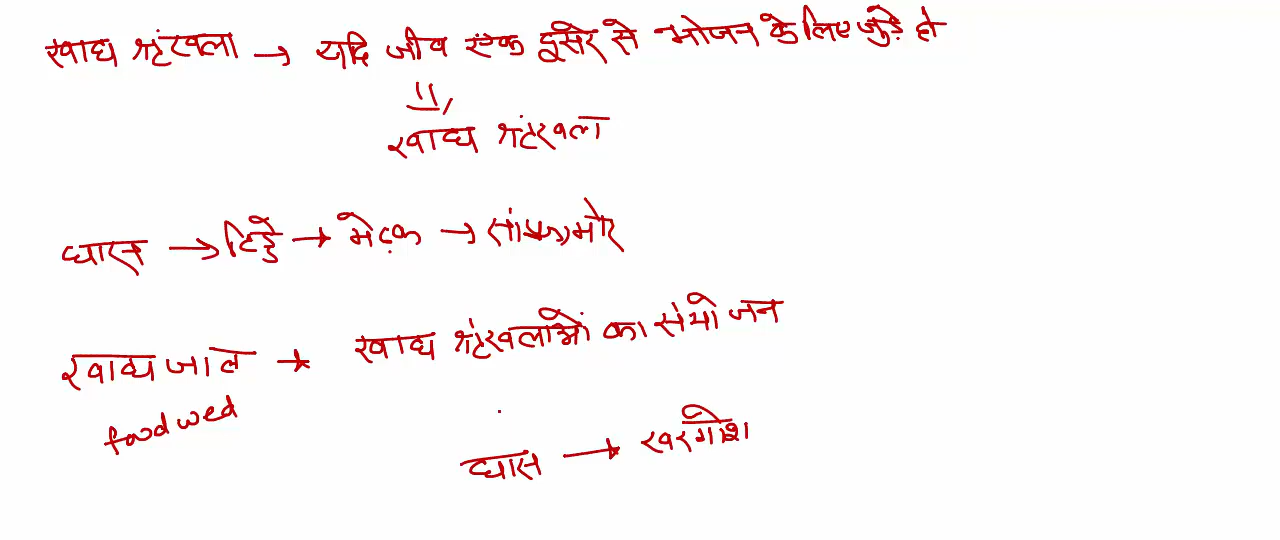 खाद्य श्रृंखला → यदि जीव एक दूसरे से भोजन के लिए जुड़े हो
खाद्य श्रृंखला
घास → टिड्डे → मेढ़क → सांप → मोर
खाद्य जाल → खाद्य श्रृंखलाओं का संयोजन
food wed
घास → खरगोश